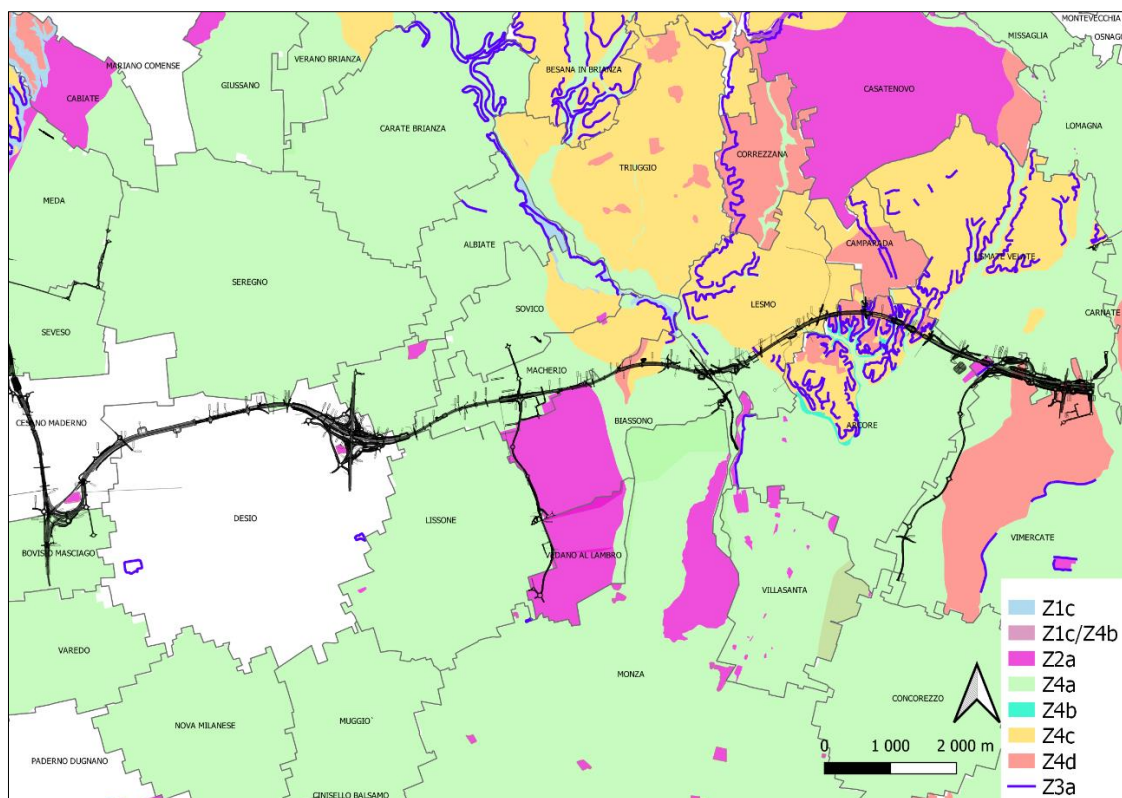 MONTEVECCHIA
OSNAG
MISSAGLIA
VERANO BRIANZA
MARIANO COMENSE
BESANA IN BRIANZA
GIUSSANO
CASATENOVO
CABIATE
LOMAGNA
CARATE BRIANZA
CORREZZANA
TRIUGGIO
MEDA
ALBIATE
CAMPARADA
USMATE VELATE
SEREGNO
LESMO
SOVICO
CARNATE
SEVESO
MACHERIO
CESANO MADERNO
BIASSONO
ARCORE
DESIO
LISSONE
VIMERCATE
BOVISIO MASCIAGO
VEDANO AL LAMBRO
VILLASANTA
VAREDO
MONZA
CONCOREZZO
NOVA MILANESE
MUGGIO`
PADERNO DUGNANO
CINISELLO BALSAMO
Z1c
Z1c/Z4b
Z2a
Z4a
Z4b
Z4c
Z4d
Z3a
0 1 000 2 000 m